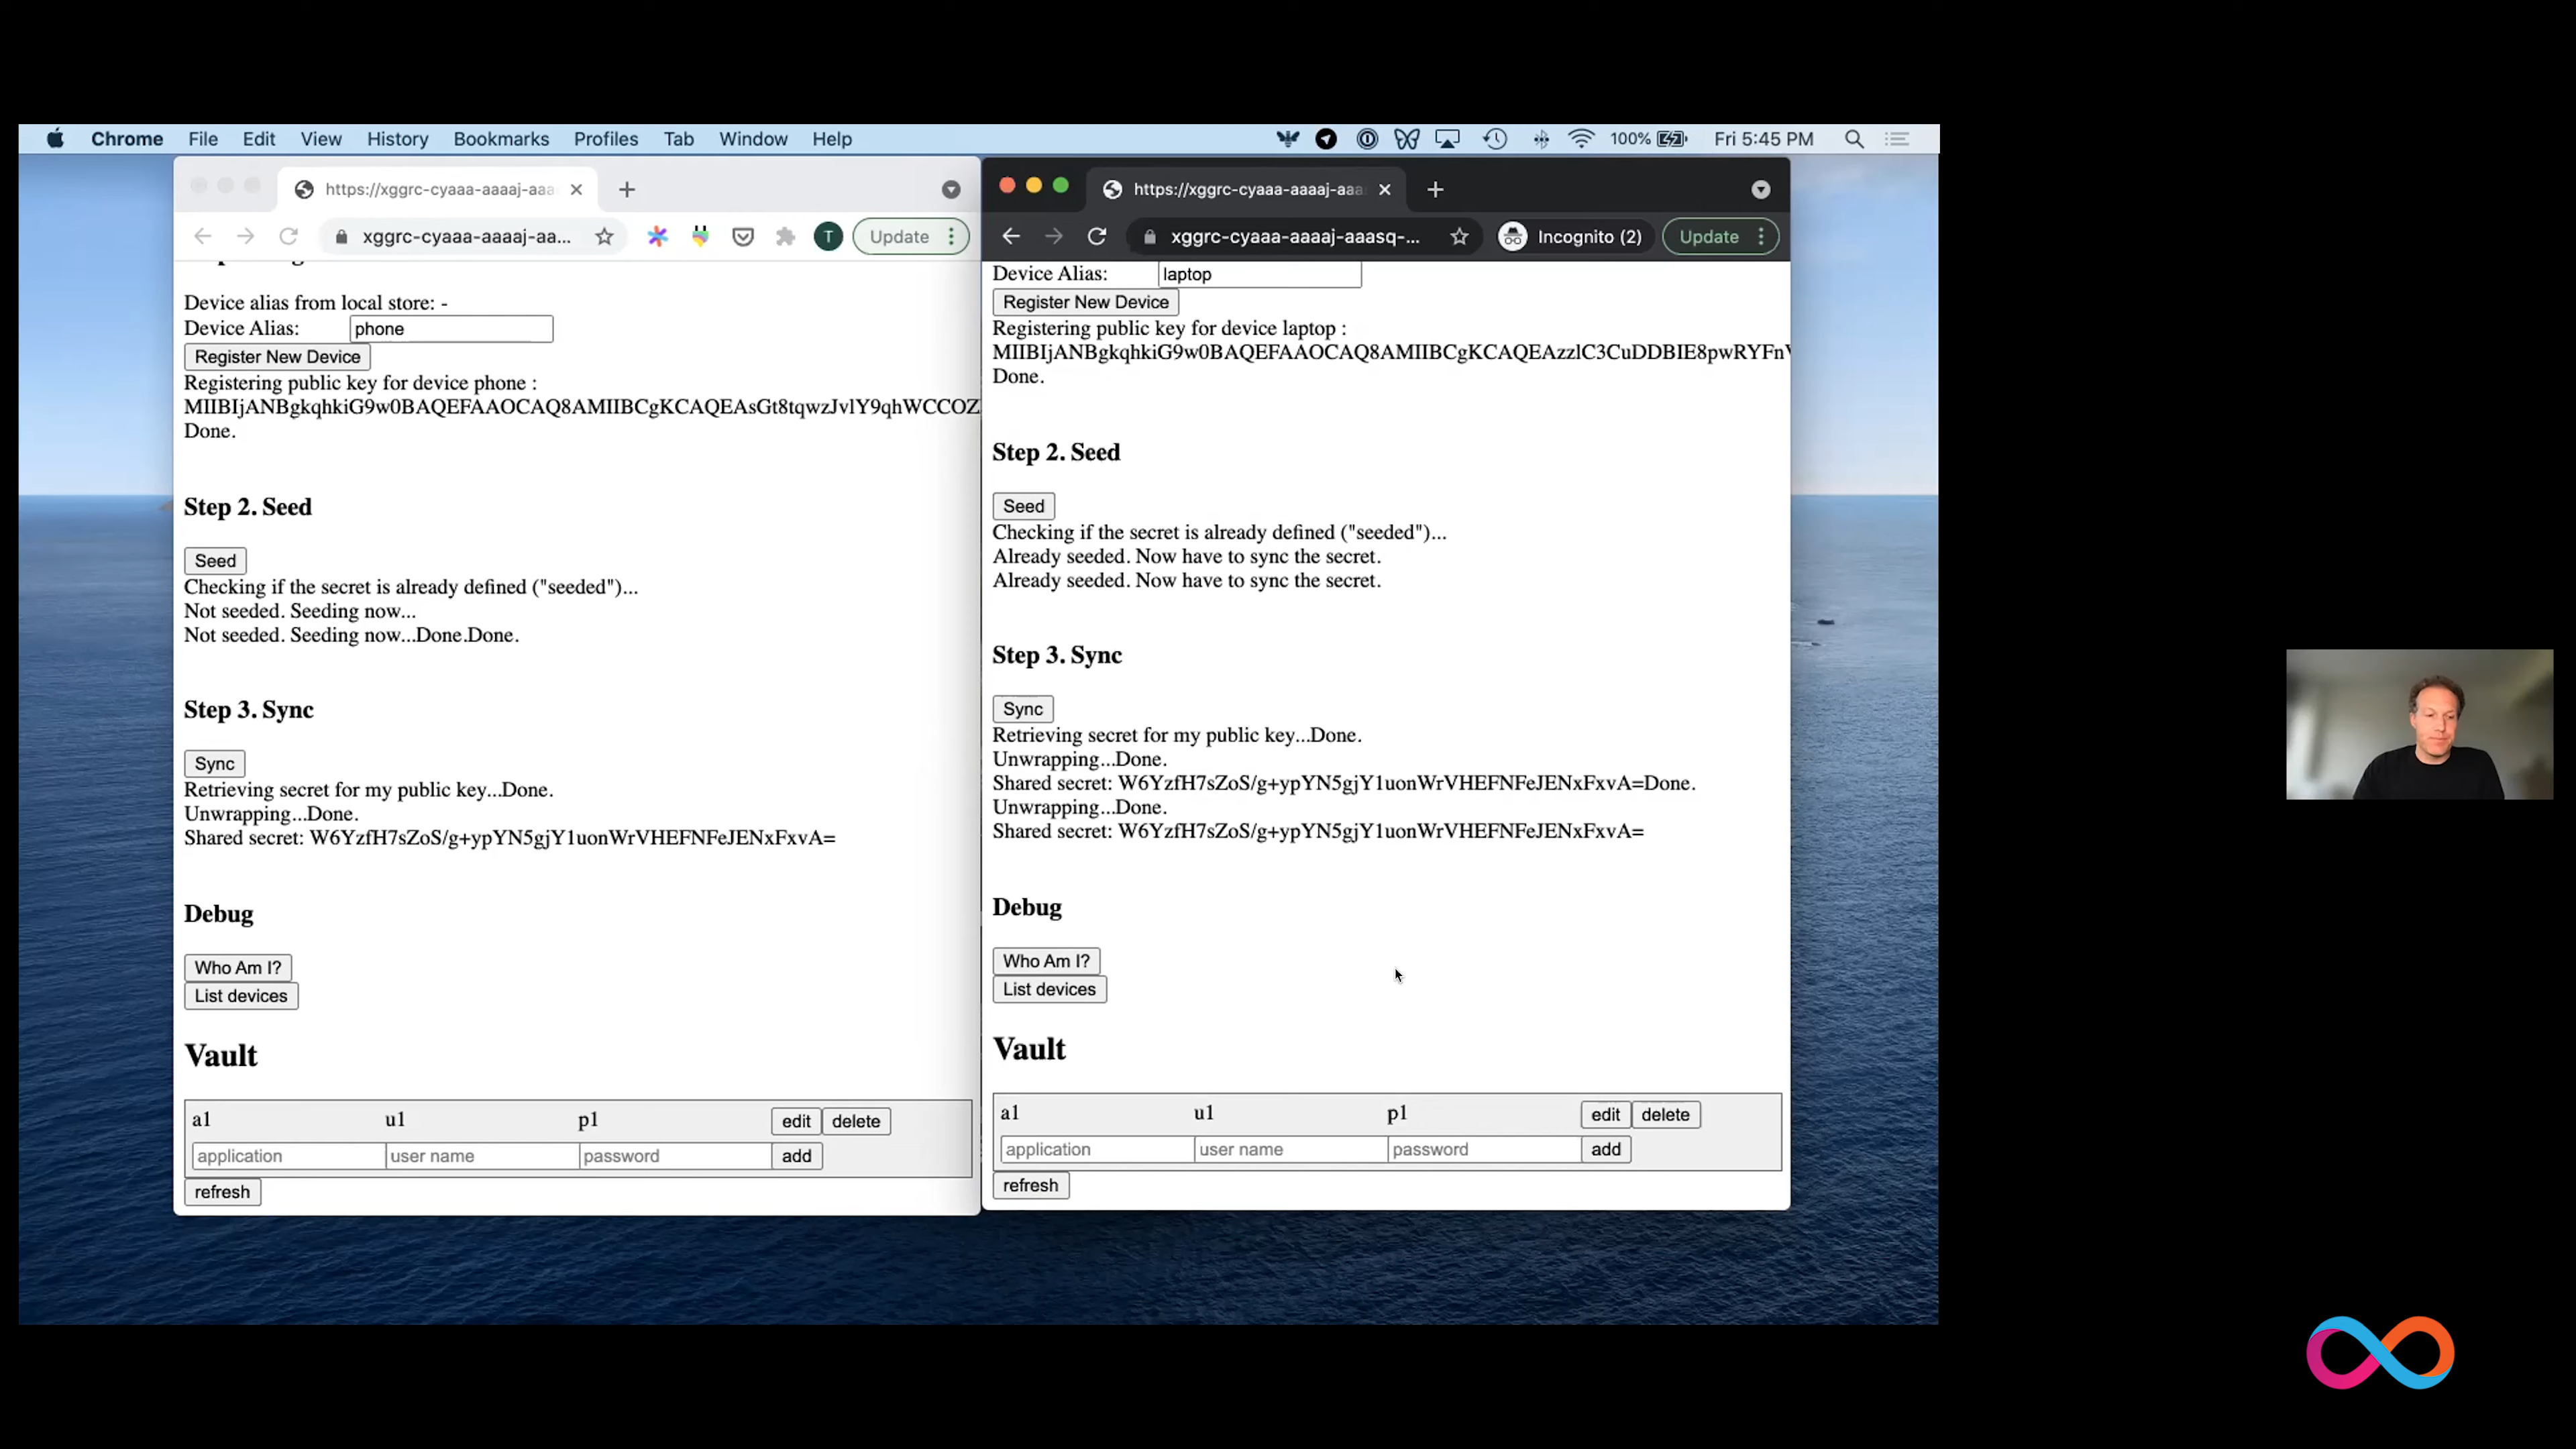 Chrome File Edit View History Bookmarks Profiles Tab Window Help 100% Fri 5:45 PM
https://xggrc-cyaaa-aaaaj-aaa
xggrc-cyaaa-aaaaj-aa... T Update
Device alias from local store: -
Device Alias: phone
Register New Device
Registering public key for device phone :
MIIBIjANBgkqhkiG9w0BAQEFAAOCAQ8AMIIBCgKCAQEAsGt8tqwzJvlY9qhWCCOZ
Done.
Step 2. Seed
Seed
Checking if the secret is already defined ("seeded")...
Not seeded. Seeding now...
Not seeded. Seeding now...Done.Done.
Step 3. Sync
Sync
Retrieving secret for my public key...Done.
Unwrapping...Done.
Shared secret: W6YzfH7sZoS/g+ypYN5gjY1uonWrVHEFNFeJENxFxvA=
Debug
Who Am I?
List devices
Vault
a1 u1 p1 edit delete
application user name password add
refresh
https://xggrc-cyaaa-aaaaj-aaa
xggrc-cyaaa-aaaaj-aaasq-... Incognito (2) Update
Device Alias: laptop
Register New Device
Registering public key for device laptop :
MIIBIjANBgkqhkiG9w0BAQEFAAOCAQ8AMIIBCgKCAQEAzzlC3CuDDBIE8pwRYFnV
Done.
Step 2. Seed
Seed
Checking if the secret is already defined ("seeded")...
Already seeded. Now have to sync the secret.
Already seeded. Now have to sync the secret.
Step 3. Sync
Sync
Retrieving secret for my public key...Done.
Unwrapping...Done.
Shared secret: W6YzfH7sZoS/g+ypYN5gjY1uonWrVHEFNFeJENxFxvA=Done.
Unwrapping...Done.
Shared secret: W6YzfH7sZoS/g+ypYN5gjY1uonWrVHEFNFeJENxFxvA=
Debug
Who Am I?
List devices
Vault
a1 u1 p1 edit delete
application user name password add
refresh